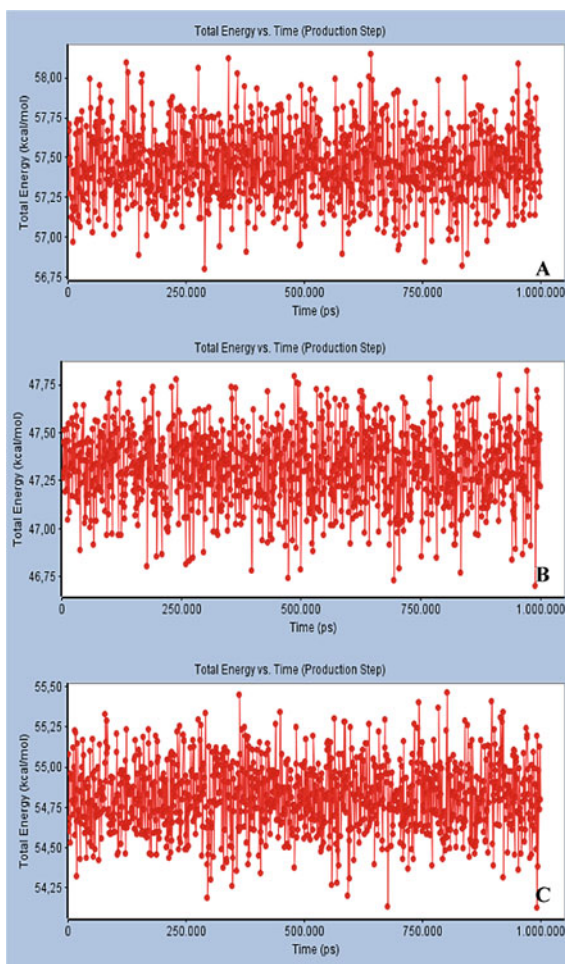 Total Energy vs. Time (Production Step)
Total Energy (kcal/mol)
58,00
57,75
57,50
57,25
57,00
56,75
A
0
250.000
500.000
750.000
1.000.000
Time (ps)
Total Energy vs. Time (Production Step)
Total Energy (kcal/mol)
47,75
47,50
47,25
47,00
46,75
B
0
250.000
500.000
750.000
1.000.000
Time (ps)
Total Energy vs. Time (Production Step)
Total Energy (kcal/mol)
55,50
55,25
55,00
54,75
54,50
54,25
C
0
250.000
500.000
750.000
1.000.000
Time (ps)